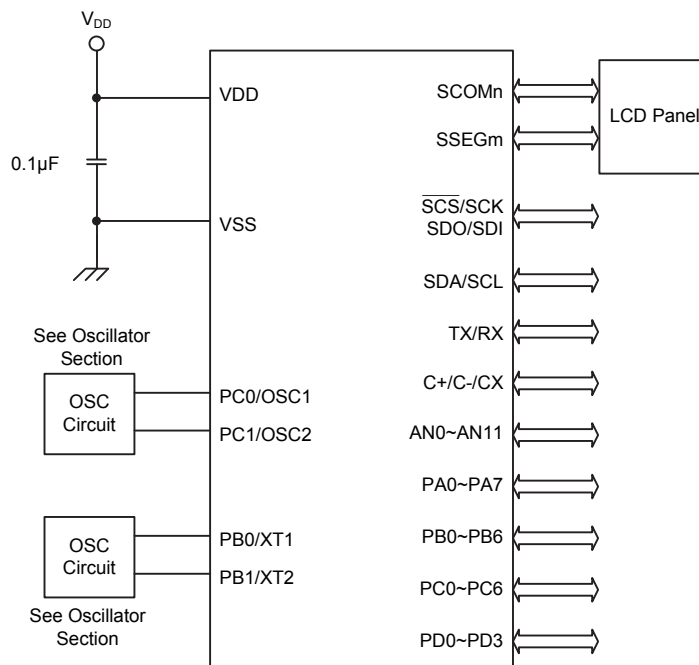 VDD
VDD
0.1µF
VSS
See Oscillator
Section
OSC
Circuit
PC0/OSC1
PC1/OSC2
OSC
Circuit
PB0/XT1
PB1/XT2
See Oscillator
Section
SCOMn
SSEGm
LCD Panel
SCS/SCK
SDO/SDI
SDA/SCL
TX/RX
C+/C-/CX
AN0~AN11
PA0~PA7
PB0~PB6
PC0~PC6
PD0~PD3